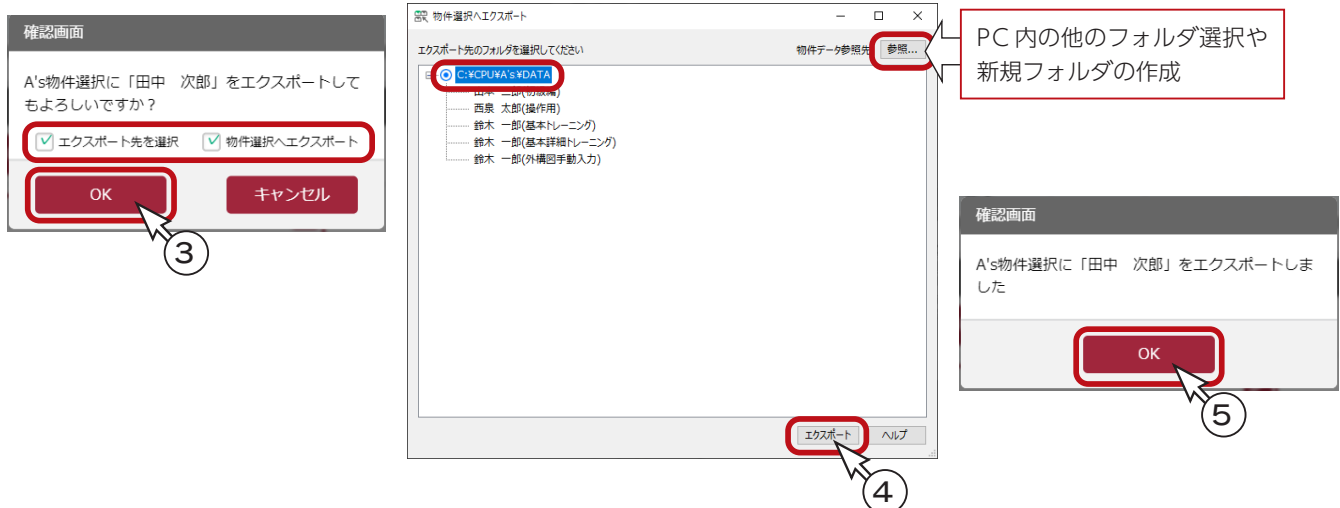 確認画面
A's物件選択に「田中　次郎」をエクスポートして
もよろしいですか？
エクスポート先を選択
物件選択へエクスポート
OK
キャンセル
③
物件選択へエクスポート
エクスポート先のフォルダを選択してください
物件データ参照先
参照...
C:¥CPU¥A's¥DATA
西泉 太郎(操作用)
鈴木 一郎(基本トレーニング)
鈴木 一郎(基本詳細トレーニング)
鈴木 一郎(外構図手動入力)
エクスポート
ヘルプ
④
PC 内の他のフォルダ選択や
新規フォルダの作成
確認画面
A's物件選択に「田中　次郎」をエクスポートしま
した
OK
⑤